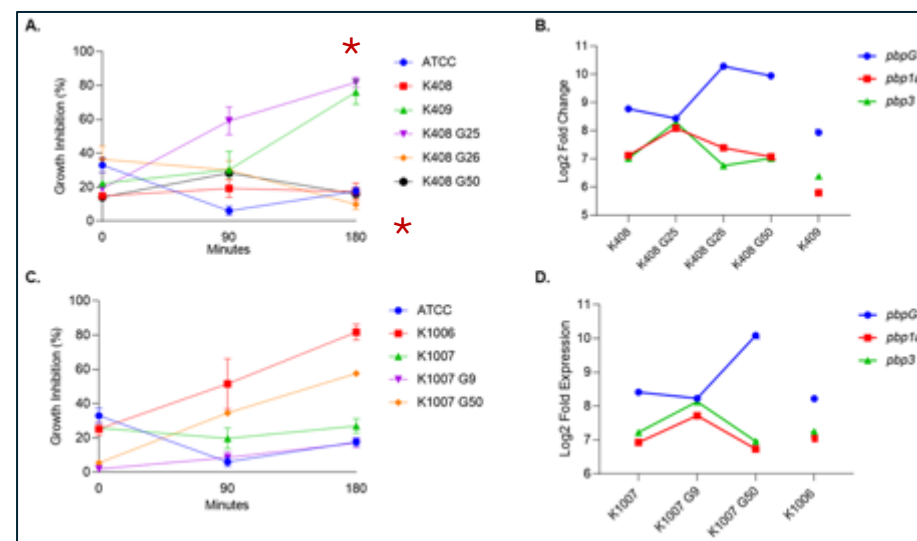 A.
Growth Inhibition (%)
100
80
60
40
20
0
0
90
180
Minutes
ATCC
K408
K409
K408 G25
K408 G26
K408 G50
B.
Log2 Fold Change
11
10
9
8
7
6
5
K408
K408 G25
K408 G26
K408 G50
K409
pbpG
pbp3
C.
Growth Inhibition (%)
100
80
60
40
20
0
0
90
180
Minutes
ATCC
K1006
K1007
K1007 G9
K1007 G50
D.
Log2 Fold Expression
11
10
9
8
7
6
K1007
K1007 G9
K1007 G50
K1006
pbpG
pbp3